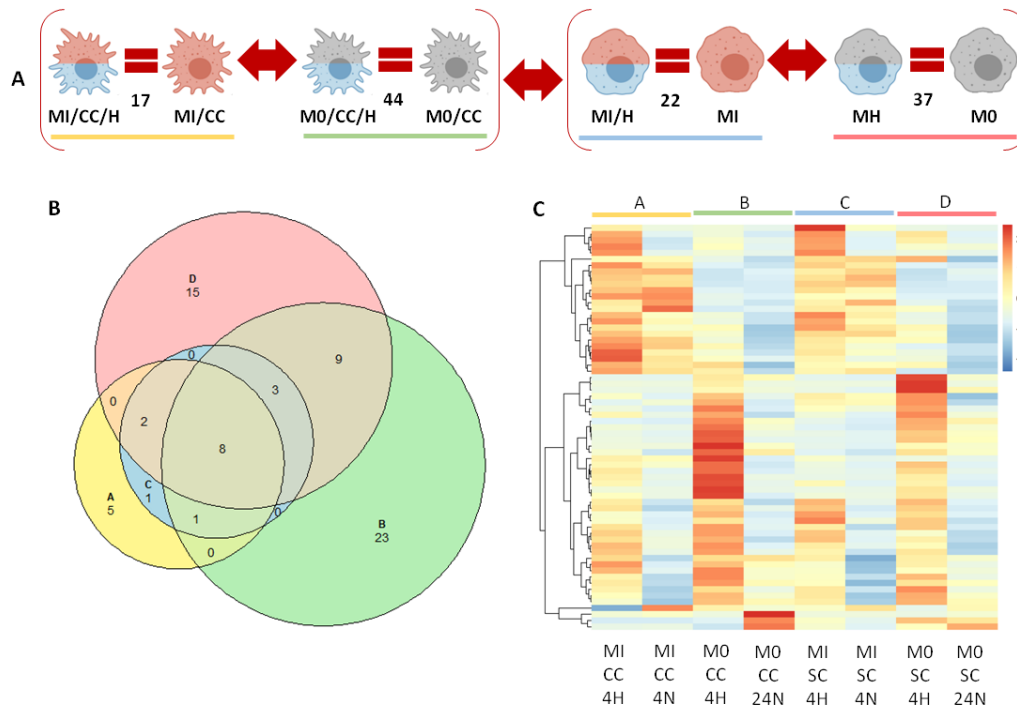 A
17
44
22
37
MI/CC/H MI/CC M0/CC/H M0/CC MI/H MI MH M0
B
D
15
0
9
3
0
2
8
C
1
A
5
1
0
0
B
23
C
A B C D
MI MI M0 M0 MI MI M0 M0
CC CC CC CC SC SC SC SC
4H 4N 4H 24N 4H 4N 4H 24N